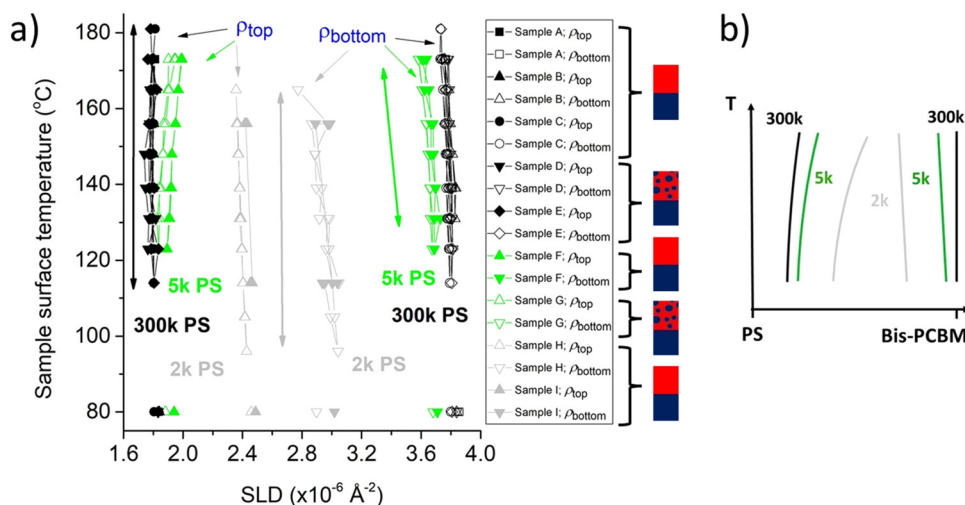 a)
b)
ρtop
ρbottom
180
160
140
120
100
80
Sample surface temperature (°C)
5k PS
300k PS
2k PS
2k PS
5k PS
300k PS
1.6 2.0 2.4 2.8 3.2 3.6 4.0
SLD (x10⁻⁶ Å⁻²)
Sample A; ρtop
Sample A; ρbottom
Sample B; ρtop
Sample B; ρbottom
Sample C; ρtop
Sample C; ρbottom
Sample D; ρtop
Sample D; ρbottom
Sample E; ρtop
Sample E; ρbottom
Sample F; ρtop
Sample F; ρbottom
Sample G; ρtop
Sample G; ρbottom
Sample H; ρtop
Sample H; ρbottom
Sample I; ρtop
Sample I; ρbottom
T
300k
5k
2k
5k
300k
PS
Bis-PCBM